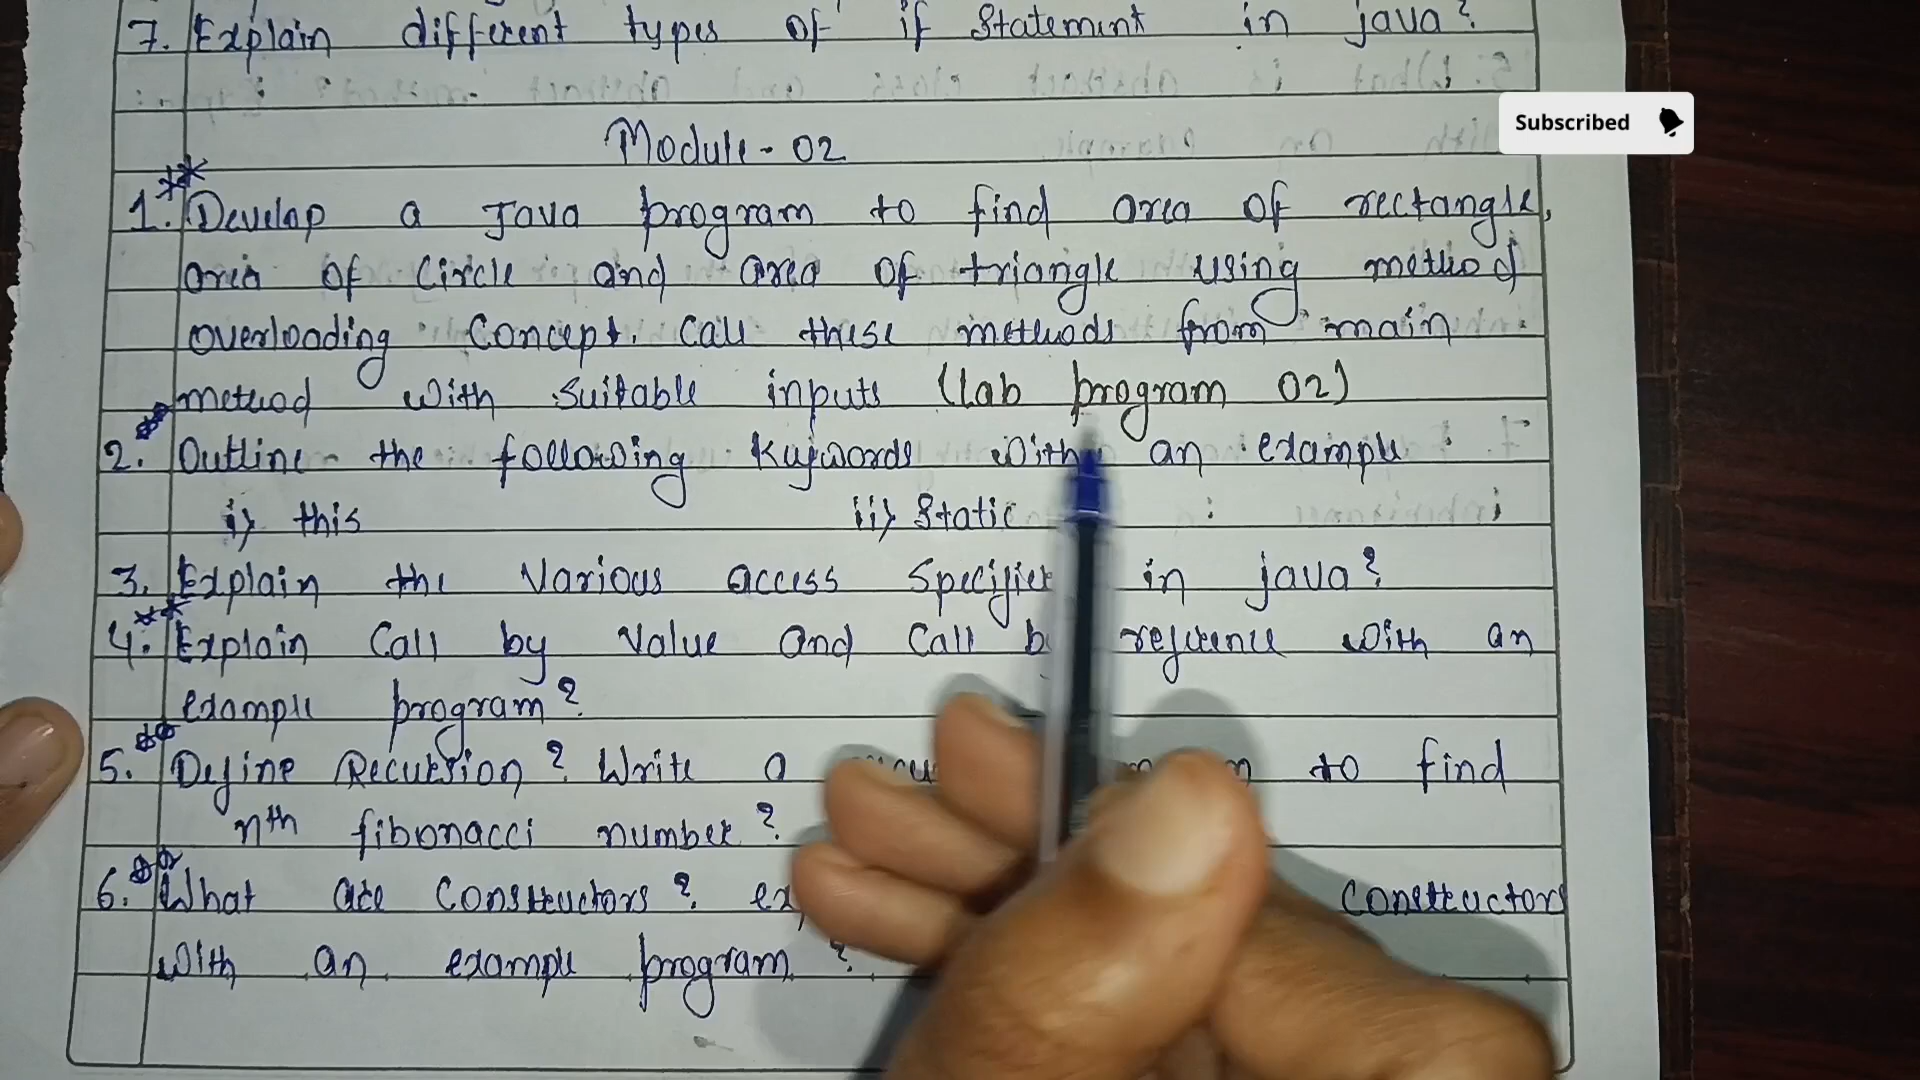 7. Explain different types of if statement in java?
Subscribed
Module - 02
1. ** Develop a Java program to find area of rectangle,
area of circle and area of triangle using method
overloading concept. Call these methods from main
method with suitable inputs (lab program 02)
2. Outline the following keywords with an example
i) this ii) static
3. Explain the various access in java?
4. ** Explain call by value and call reference with an
example program?
5. ** Define Recursion? Write a to find
nth fibonacci number?
6. ** What are constructors? constructors
with an example program?